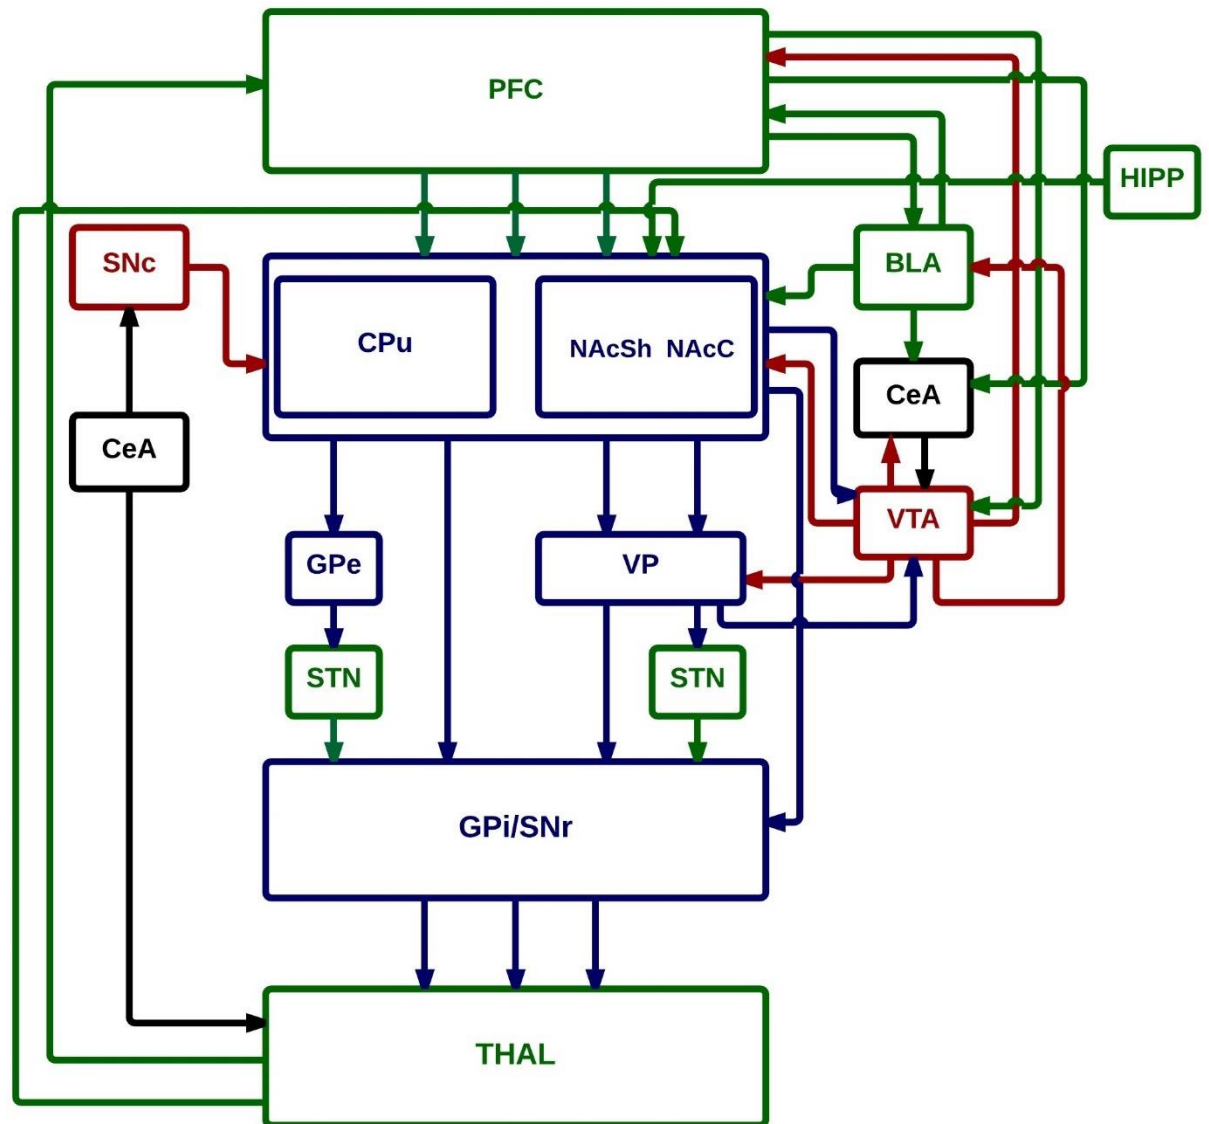 PFC
HIPP
SNc
BLA
CPu
NAcSh NAcC
CeA
CeA
VTA
GPe
VP
STN
STN
GPi/SNr
THAL